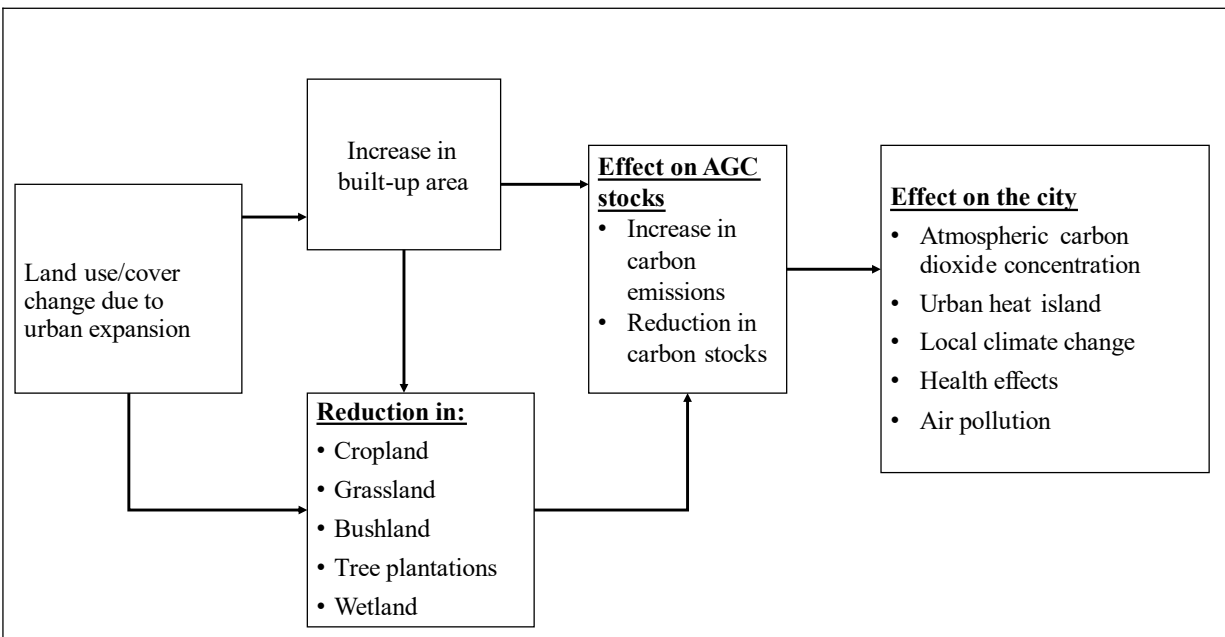 Land use/cover
change due to
urban expansion
Increase in
built-up area
Reduction in:
• Cropland
• Grassland
• Bushland
• Tree plantations
• Wetland
Effect on AGC
stocks
• Increase in
carbon
emissions
• Reduction in
carbon stocks
Effect on the city
• Atmospheric carbon
dioxide concentration
• Urban heat island
• Local climate change
• Health effects
• Air pollution